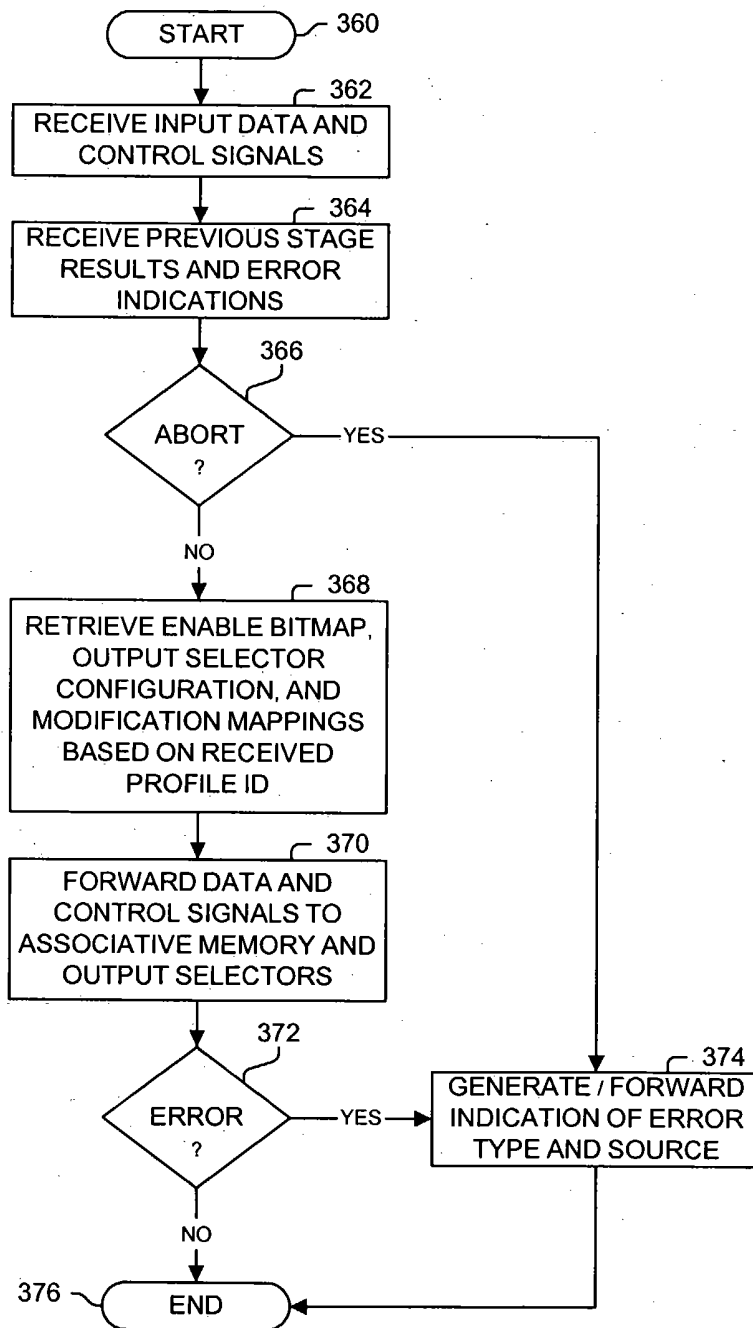 START
360
362
RECEIVE INPUT DATA AND
CONTROL SIGNALS
364
RECEIVE PREVIOUS STAGE
RESULTS AND ERROR
INDICATIONS
366
ABORT
?
YES
NO
368
RETRIEVE ENABLE BITMAP,
OUTPUT SELECTOR
CONFIGURATION, AND
MODIFICATION MAPPINGS
BASED ON RECEIVED
PROFILE ID
370
FORWARD DATA AND
CONTROL SIGNALS TO
ASSOCIATIVE MEMORY AND
OUTPUT SELECTORS
372
ERROR
?
YES
374
GENERATE / FORWARD
INDICATION OF ERROR
TYPE AND SOURCE
NO
376
END